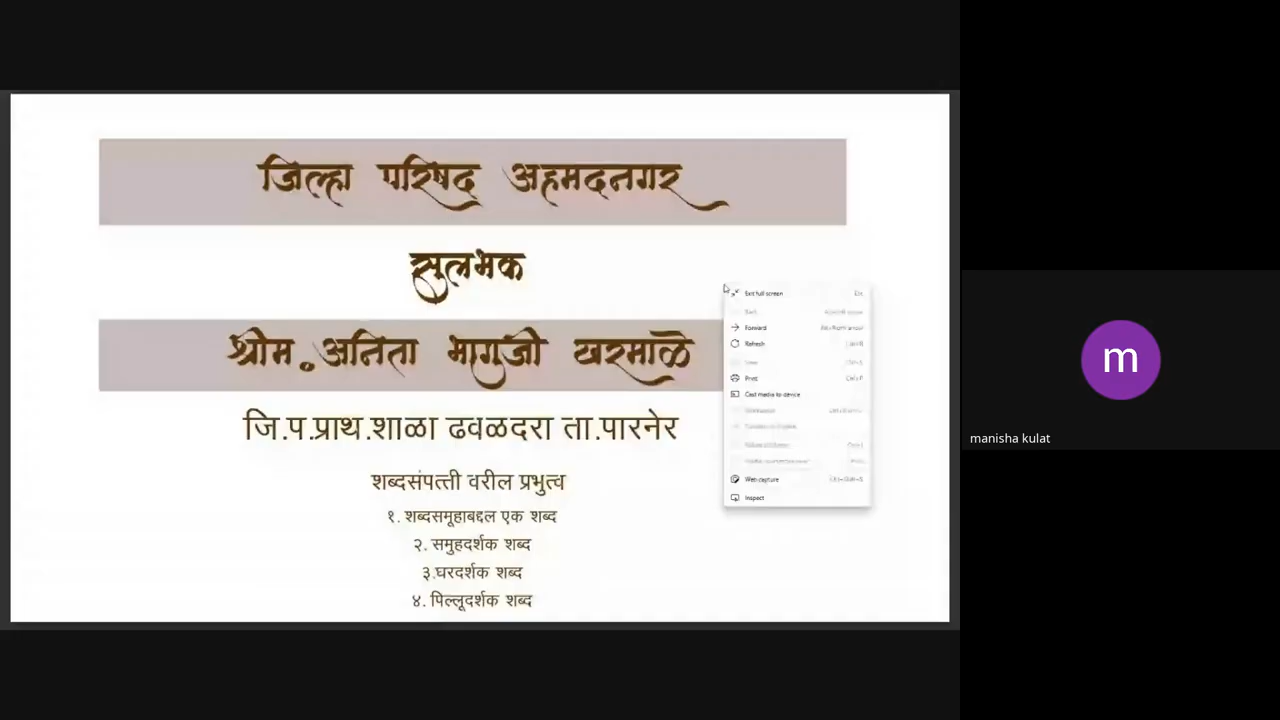 जिल्हा परिषद अहमदनगर
सुलभक
श्रीम.अनिता भागुजी खरमाळे
जि.प.प्राथ.शाळा ढवळदरा ता.पारनेर
शब्दसंपत्ती वरील प्रभुत्व
१. शब्दसमूहाबद्दल एक शब्द
२. समुहदर्शक शब्द
३.घरदर्शक शब्द
४. पिल्लूदर्शक शब्द
Exit full screen
Forward
Refresh
Print
Cast media to device
Web capture
Inspect
m
manisha kulat